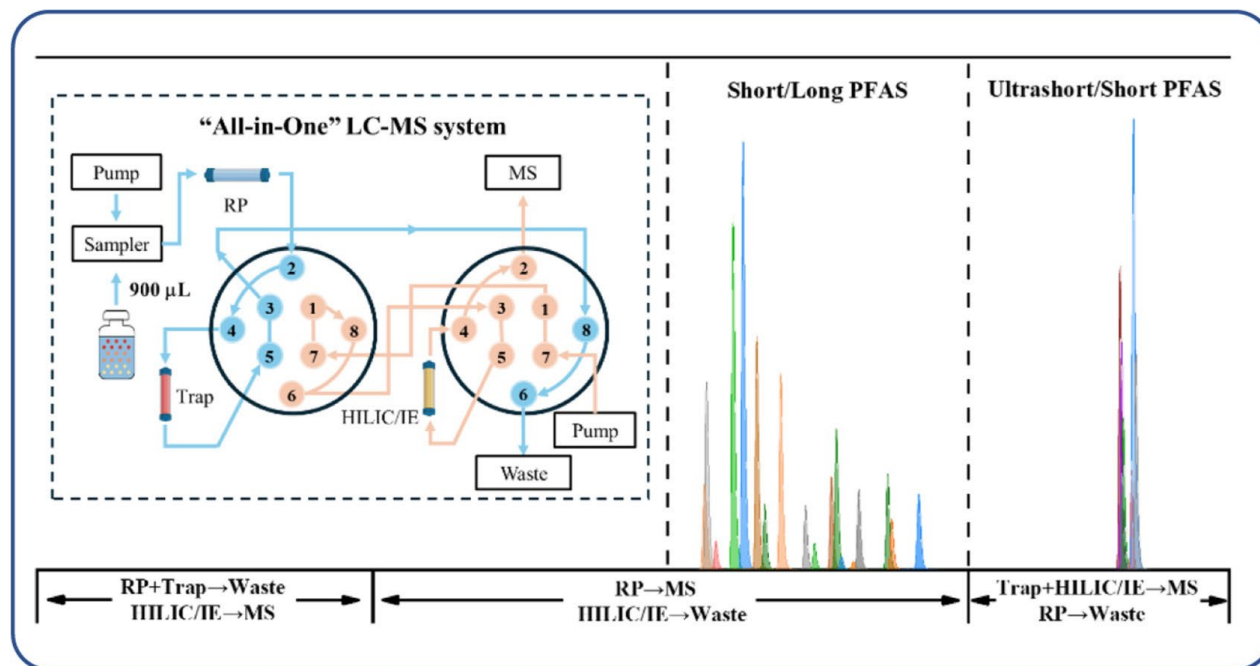 Short/Long PFAS
Ultrashort/Short PFAS
“All-in-One” LC-MS system
Pump
RP
MS
Sampler
900 μL
2
3
1
4
8
5
7
6
Trap
2
3
1
4
8
5
7
6
HILIC/IE
Pump
Waste
RP+Trap→Waste
HILIC/IE→MS
RP→MS
HILIC/IE→Waste
Trap+HILIC/IE→MS
RP→Waste